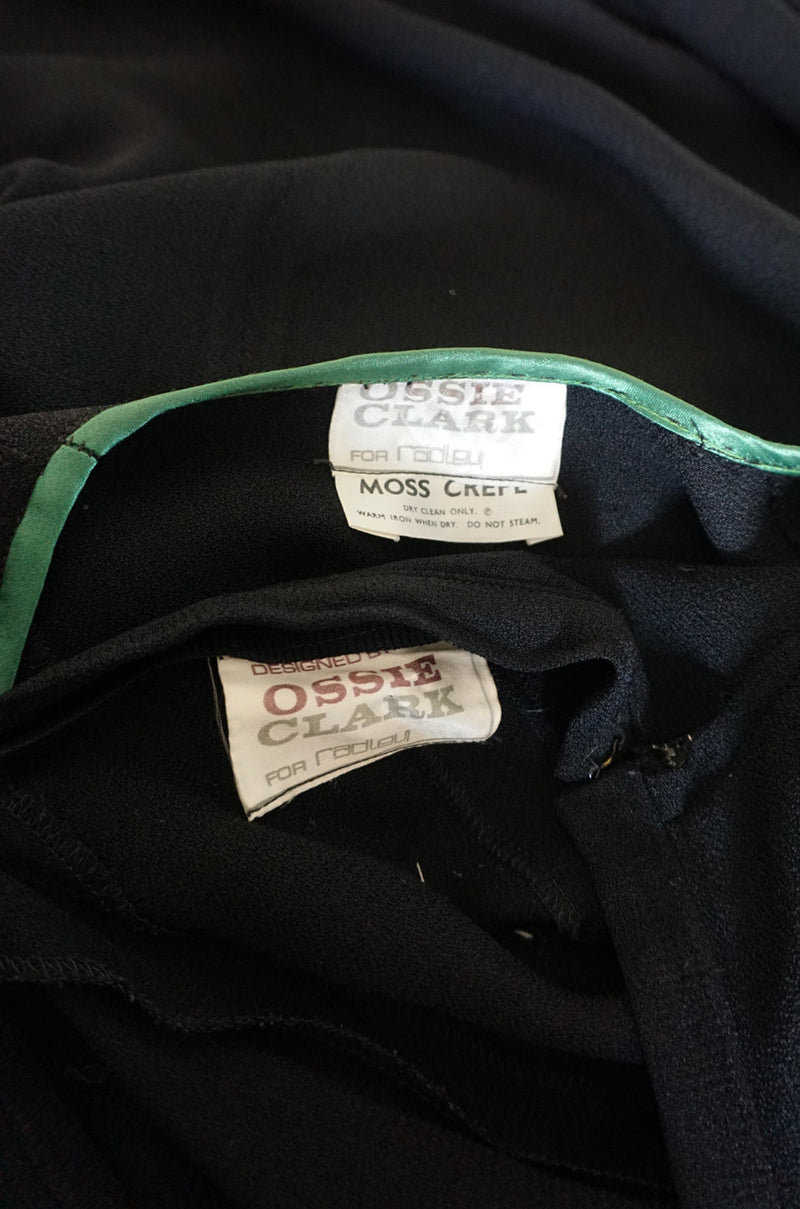 OSSIE
CLARK
FOR radley
MOSS CREPE
DRY CLEAN ONLY. Ⓟ
WARM IRON WHEN DRY. DO NOT STEAM.
DESIGNED BY
OSSIE
CLARK
FOR radley